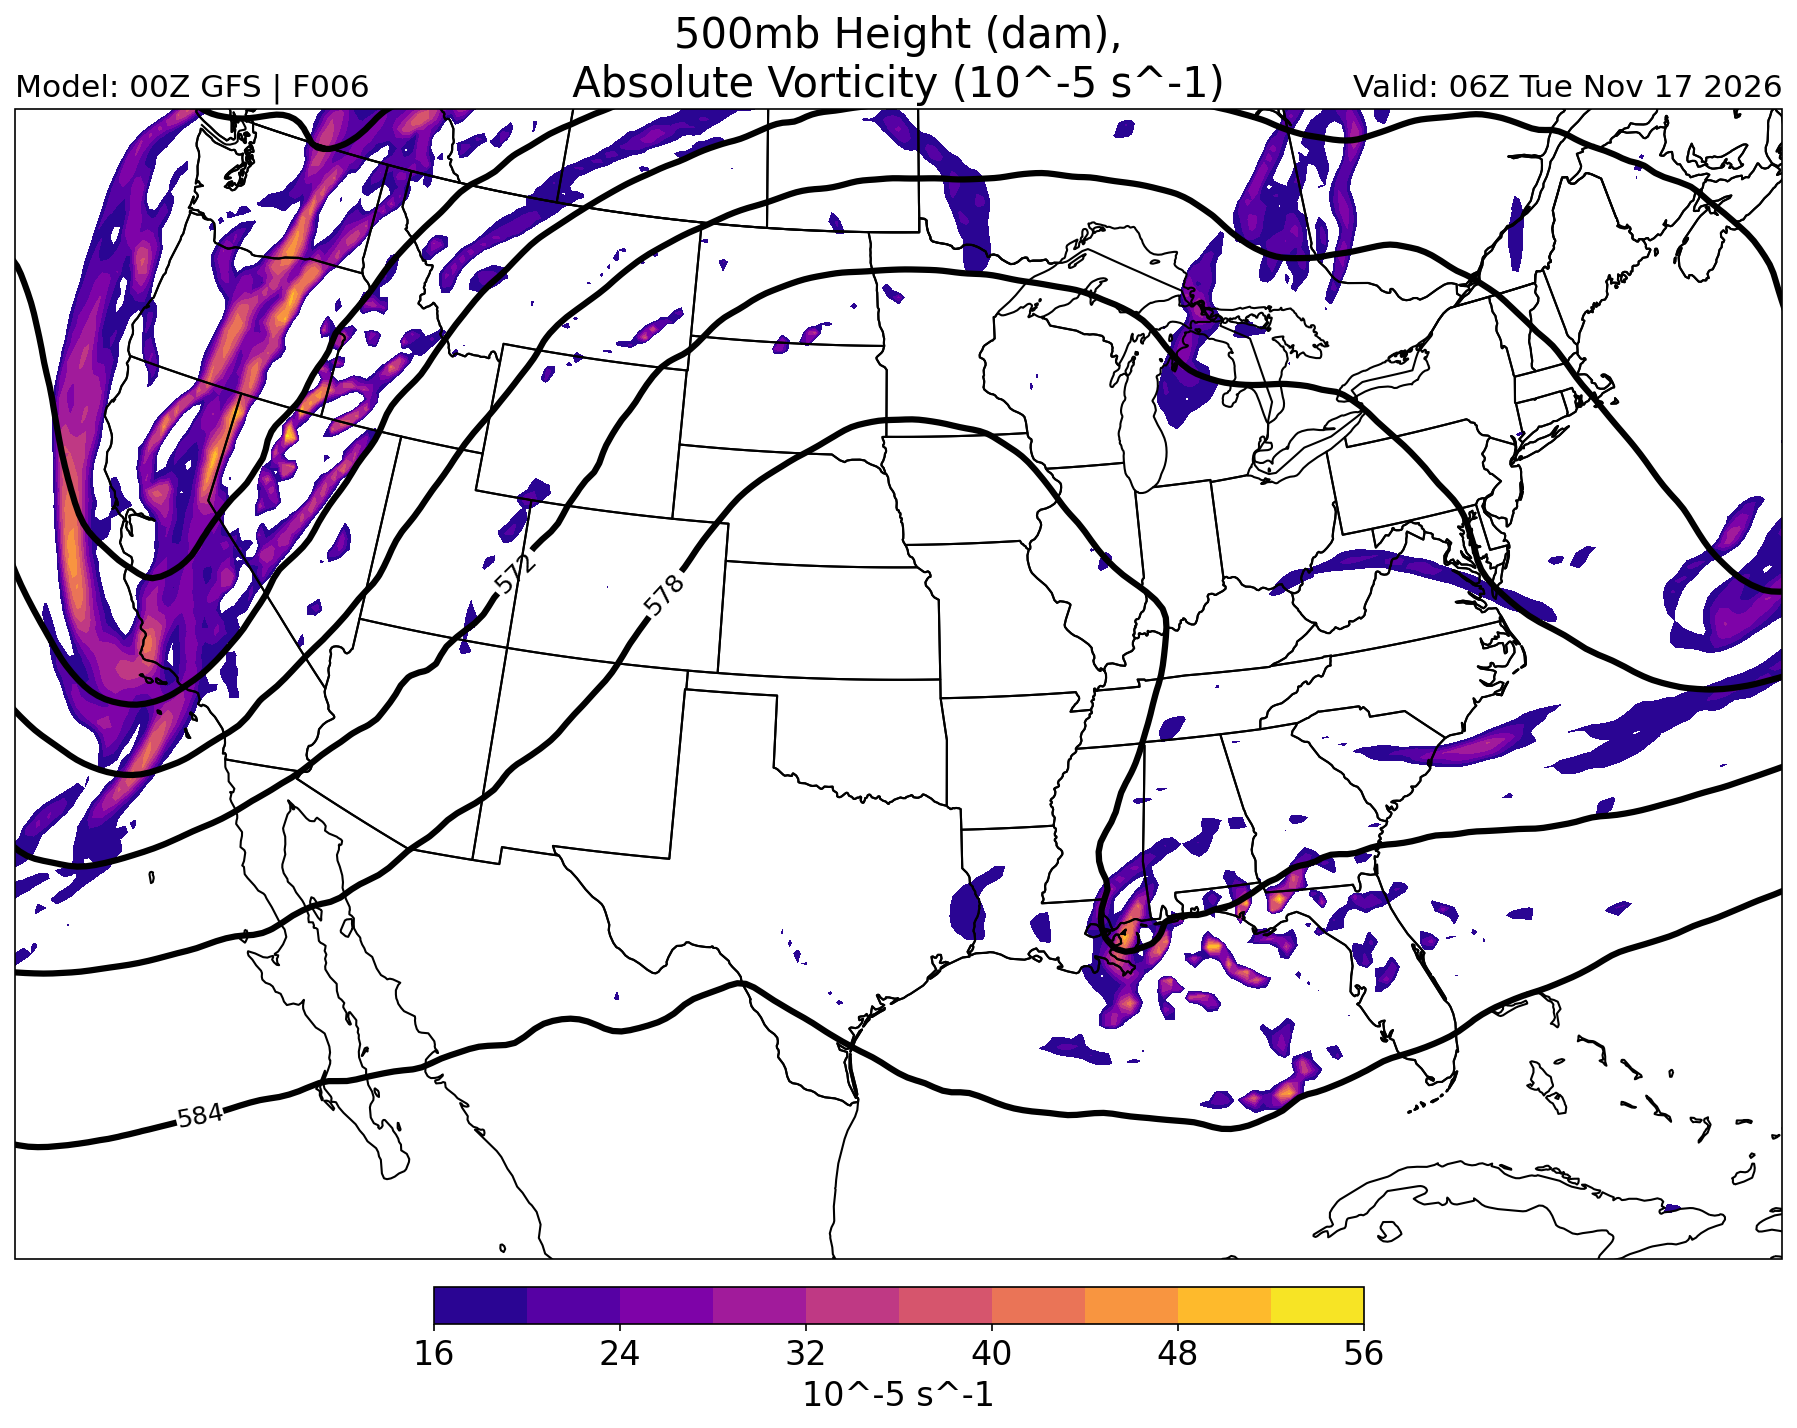 500mb Height (dam),
Model: 00Z GFS | F006
Absolute Vorticity (10^-5 s^-1)
Valid: 06Z Tue Nov 17 2026
572
578
584
16 24 32 40 48 56
10^-5 s^-1